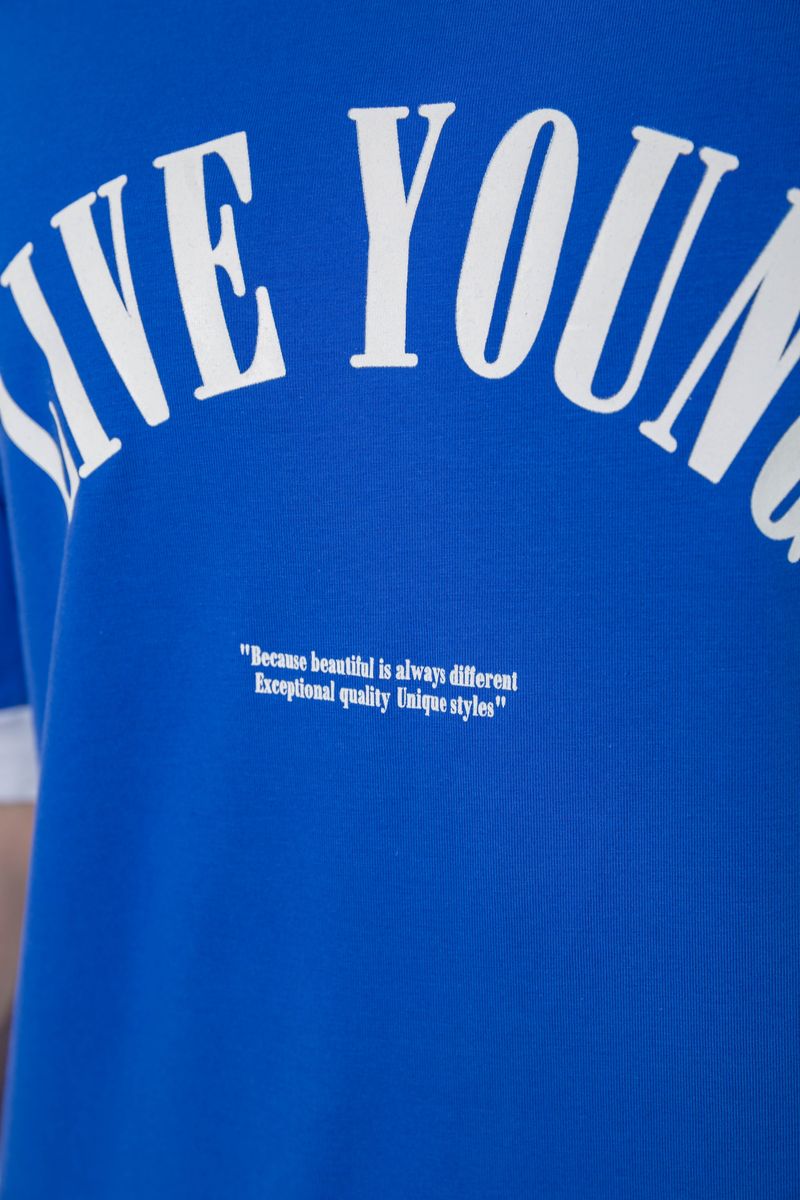 LIVE YOUNG
"Because beautiful is always different
Exceptional quality Unique styles"